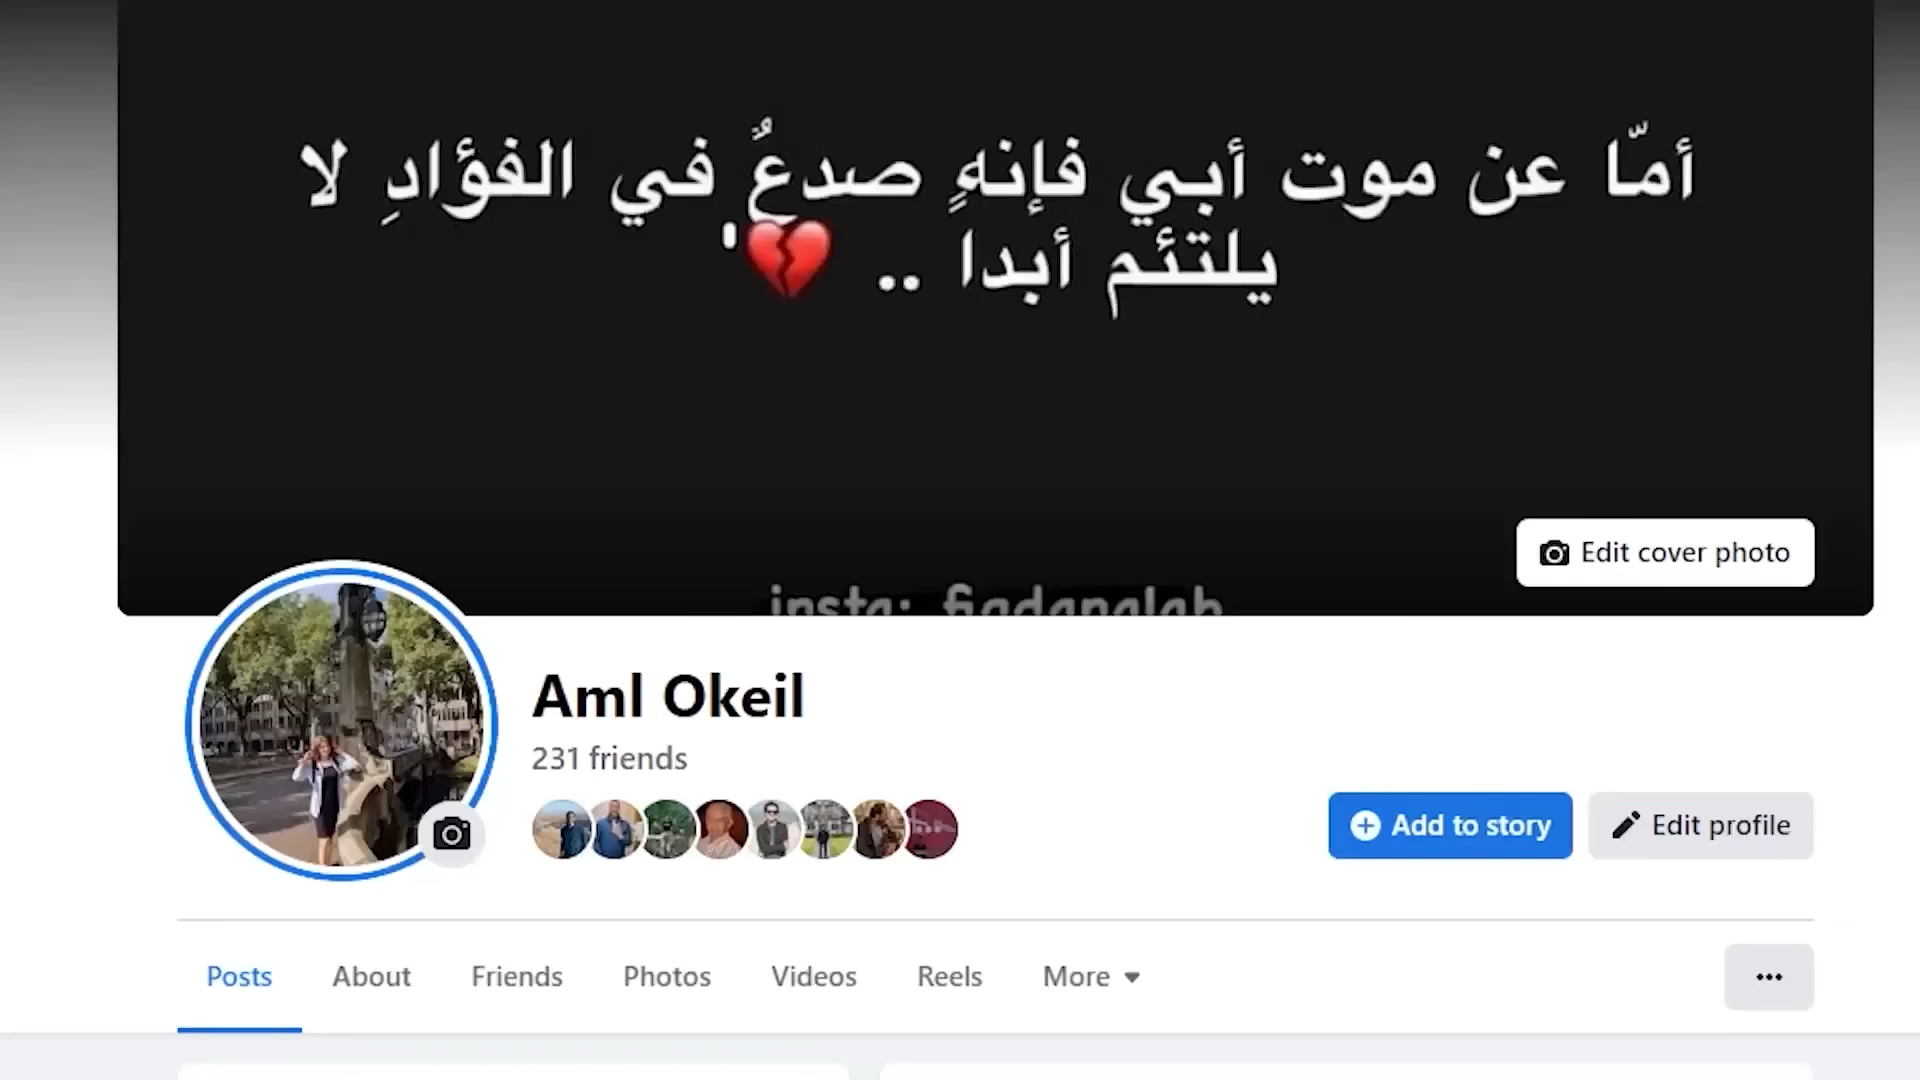 أمّا عن موت أبي فإنهٍ صدعٌ في الفؤادِ لا
يلتئم أبدا .. 💔'
Edit cover photo
Aml Okeil
231 friends
Add to story
Edit profile
Posts
About
Friends
Photos
Videos
Reels
More